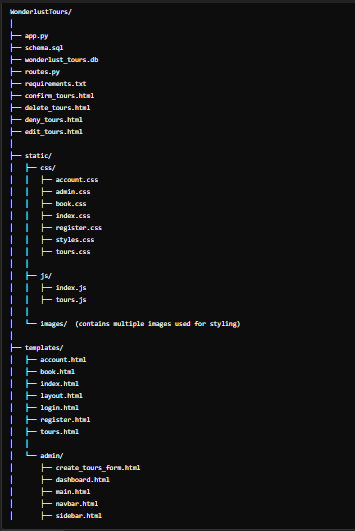 WonderlustTours/
│
├── app.py
├── schema.sql
├── wonderlust_tours.db
├── routes.py
├── requirements.txt
├── confirm_tours.html
├── delete_tours.html
├── deny_tours.html
├── edit_tours.html
│
├── static/
│   ├── css/
│   │   ├── account.css
│   │   ├── admin.css
│   │   ├── book.css
│   │   ├── index.css
│   │   ├── register.css
│   │   ├── styles.css
│   │   ├── tours.css
│   │
│   ├── js/
│   │   ├── index.js
│   │   ├── tours.js
│   │
│   └── images/  (contains multiple images used for styling)
│
├── templates/
│   ├── account.html
│   ├── book.html
│   ├── index.html
│   ├── layout.html
│   ├── login.html
│   ├── register.html
│   ├── tours.html
│   │
│   └── admin/
│       ├── create_tours_form.html
│       ├── dashboard.html
│       ├── main.html
│       ├── navbar.html
│       ├── sidebar.html